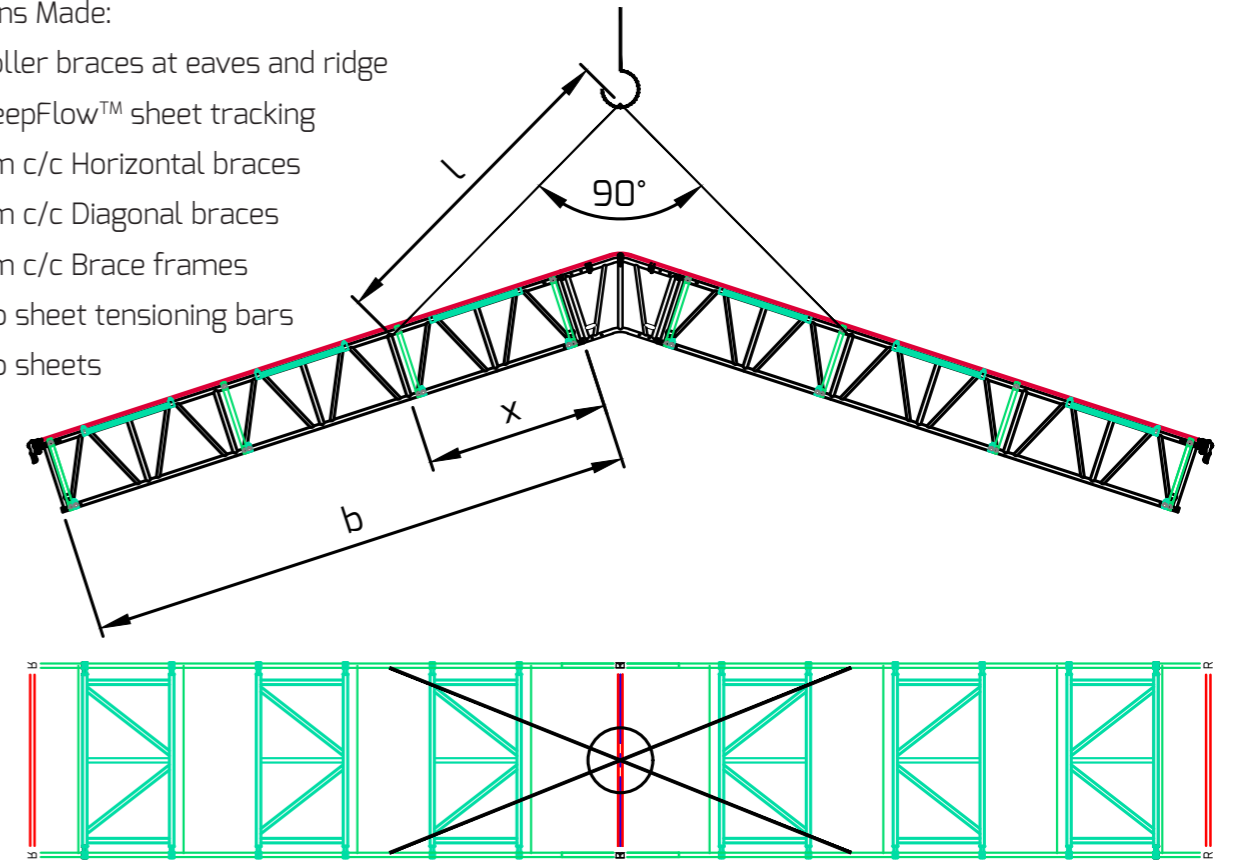 ns Made:
oller braces at eaves and ridge
eepFlow™ sheet tracking
m c/c Horizontal braces
m c/c Diagonal braces
m c/c Brace frames
o sheet tensioning bars
o sheets
l
90°
x
b
R
R
R
R